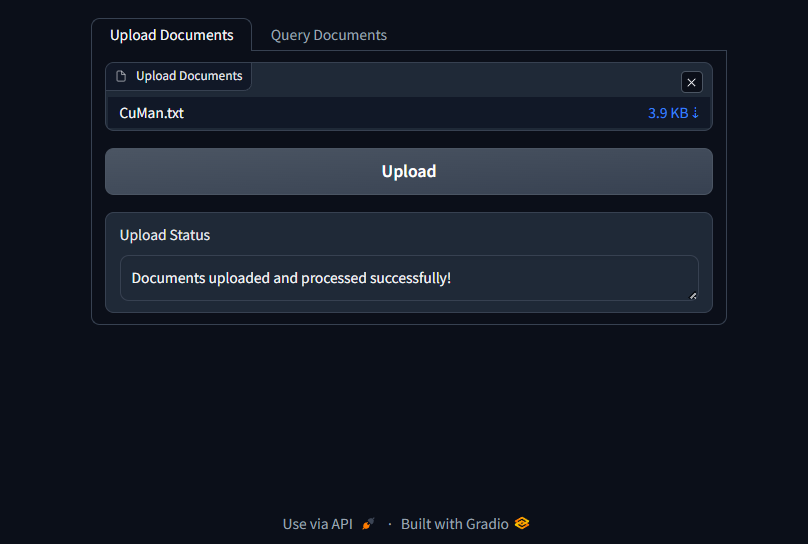 Upload Documents Query Documents
Upload Documents
CuMan.txt 3.9 KB ⇣
Upload
Upload Status
Documents uploaded and processed successfully!
Use via API · Built with Gradio